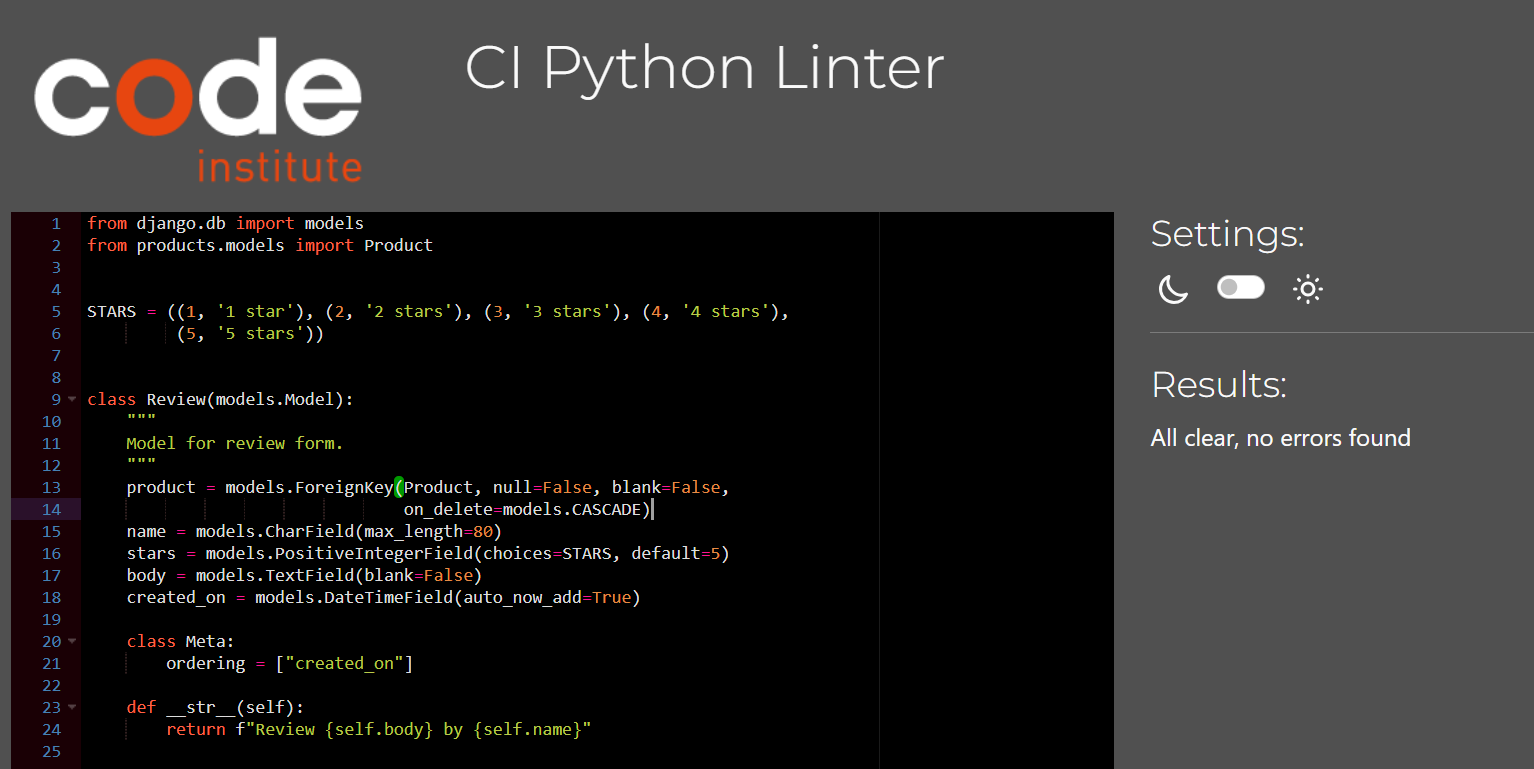 code
institute
CI Python Linter
1 from django.db import models
2 from products.models import Product
3
4
5 STARS = ((1, '1 star'), (2, '2 stars'), (3, '3 stars'), (4, '4 stars'),
6          (5, '5 stars'))
7
8
9 class Review(models.Model):
10     """
11     Model for review form.
12     """
13     product = models.ForeignKey(Product, null=False, blank=False,
14                                 on_delete=models.CASCADE)
15     name = models.CharField(max_length=80)
16     stars = models.PositiveIntegerField(choices=STARS, default=5)
17     body = models.TextField(blank=False)
18     created_on = models.DateTimeField(auto_now_add=True)
19
20     class Meta:
21         ordering = ["created_on"]
22
23     def __str__(self):
24         return f"Review {self.body} by {self.name}"
25
Settings:
Results:
All clear, no errors found